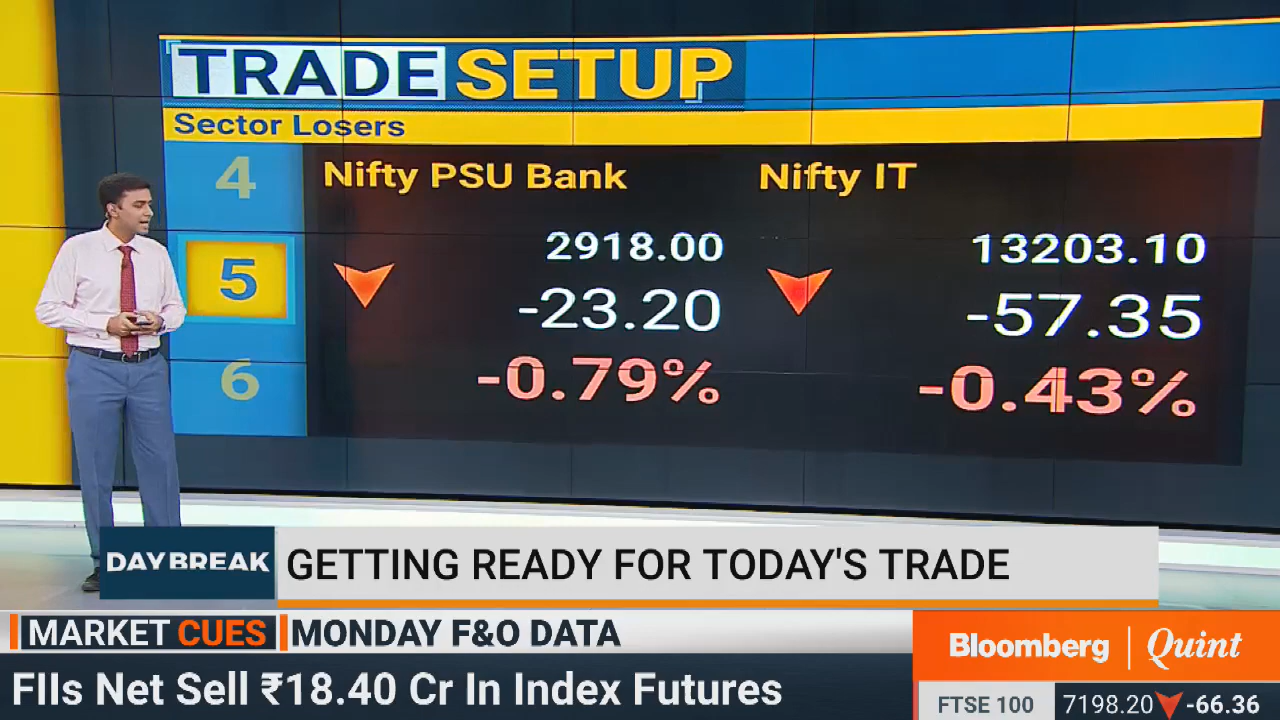 TRADE SETUP
Sector Losers
4
5
6
Nifty PSU Bank
2918.00
-23.20
-0.79%
Nifty IT
13203.10
-57.35
-0.43%
DAYBREAK GETTING READY FOR TODAY'S TRADE
MARKET CUES MONDAY F&O DATA
FIIs Net Sell ₹18.40 Cr In Index Futures
Bloomberg | Quint
FTSE 100 7198.20 -66.36